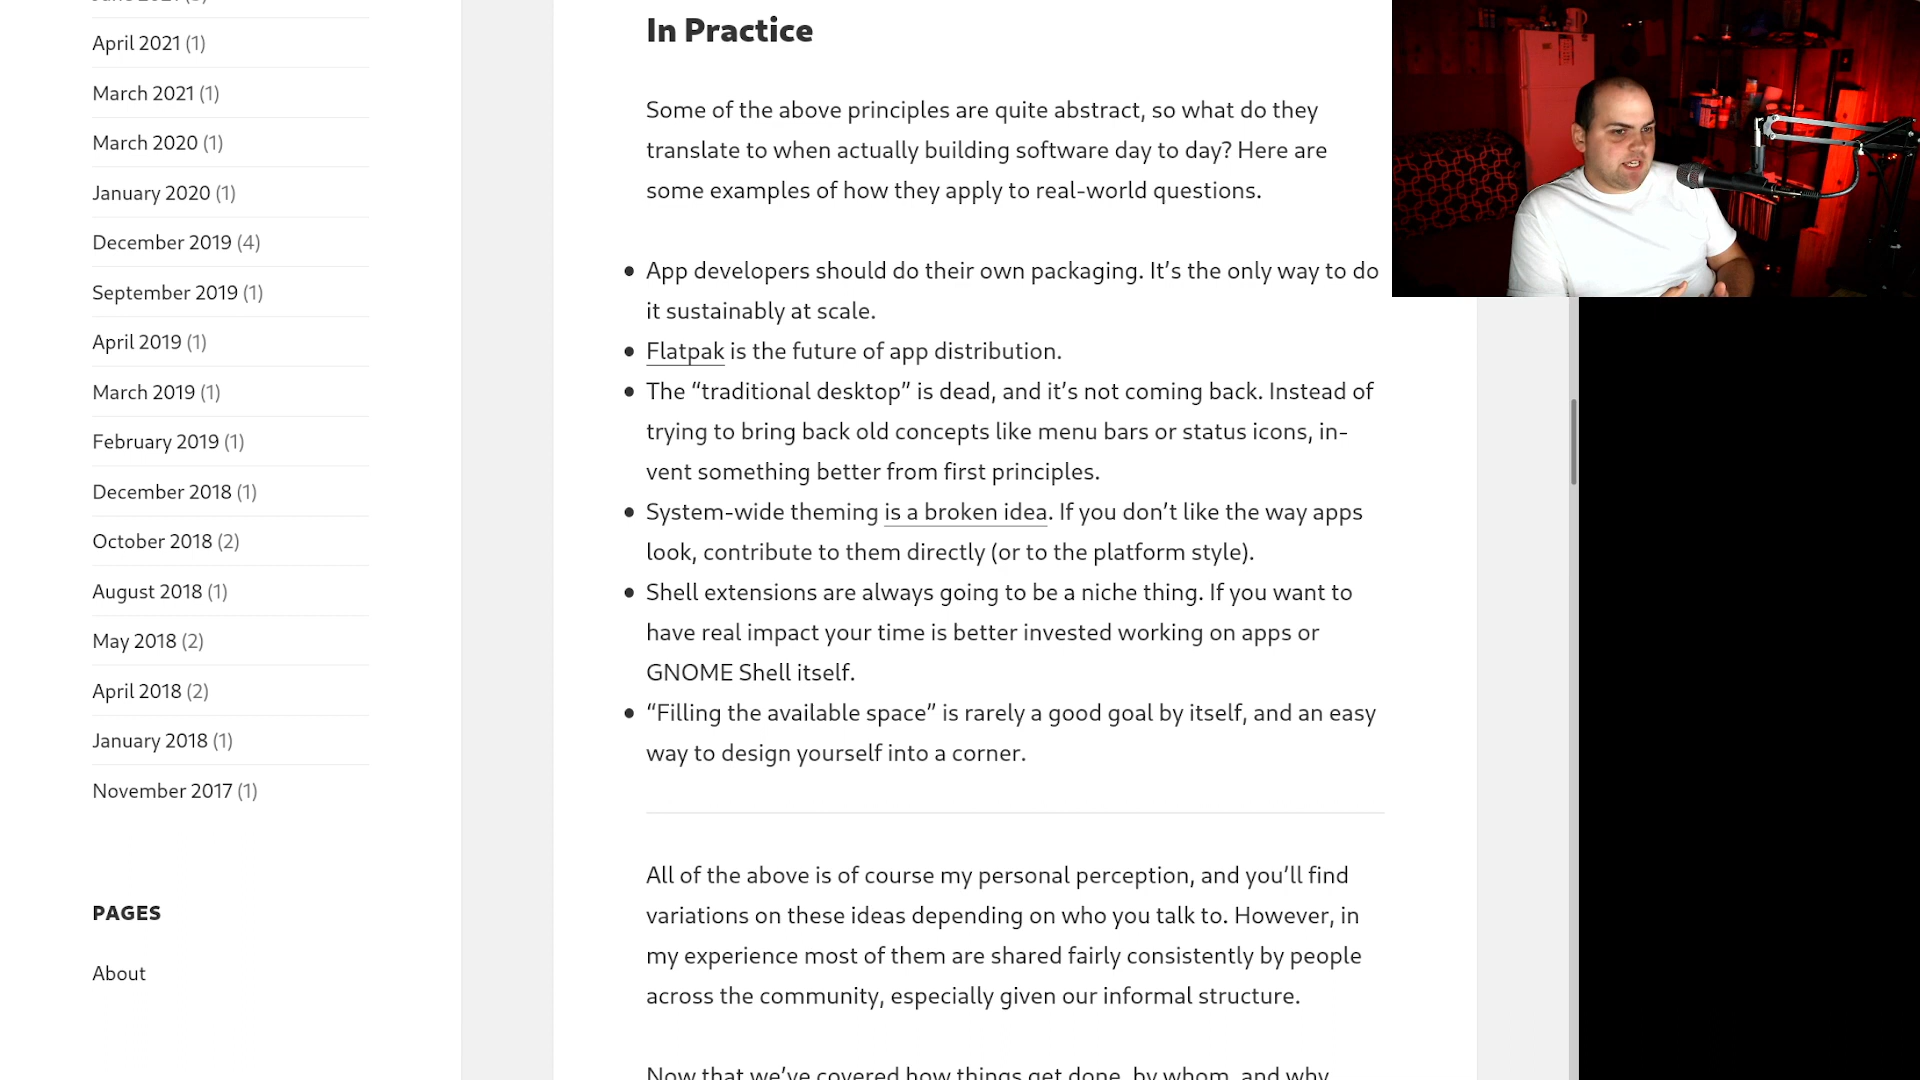 April 2021 (1)
March 2021 (1)
March 2020 (1)
January 2020 (1)
December 2019 (4)
September 2019 (1)
April 2019 (1)
March 2019 (1)
February 2019 (1)
December 2018 (1)
October 2018 (2)
August 2018 (1)
May 2018 (2)
April 2018 (2)
January 2018 (1)
November 2017 (1)
PAGES
About
In Practice
Some of the above principles are quite abstract, so what do they
translate to when actually building software day to day? Here are
some examples of how they apply to real-world questions.
App developers should do their own packaging. It’s the only way to do
it sustainably at scale.
Flatpak is the future of app distribution.
The “traditional desktop” is dead, and it’s not coming back. Instead of
trying to bring back old concepts like menu bars or status icons, in-
vent something better from first principles.
System-wide theming is a broken idea. If you don’t like the way apps
look, contribute to them directly (or to the platform style).
Shell extensions are always going to be a niche thing. If you want to
have real impact your time is better invested working on apps or
GNOME Shell itself.
“Filling the available space” is rarely a good goal by itself, and an easy
way to design yourself into a corner.
All of the above is of course my personal perception, and you’ll find
variations on these ideas depending on who you talk to. However, in
my experience most of them are shared fairly consistently by people
across the community, especially given our informal structure.
Now that we’ve covered how things get done, by whom, and why